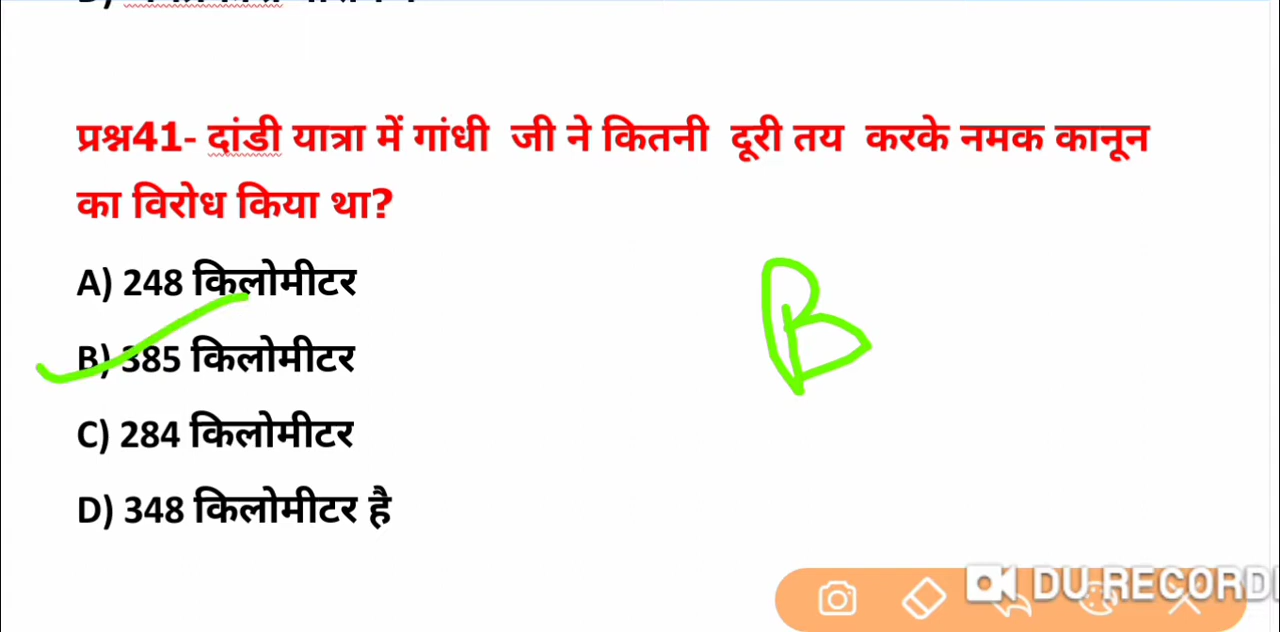 प्रश्न41- दांडी यात्रा में गांधी जी ने कितनी दूरी तय करके नमक कानून
का विरोध किया था?
A) 248 किलोमीटर
B) 385 किलोमीटर
B
C) 284 किलोमीटर
D) 348 किलोमीटर है
DU RECORD